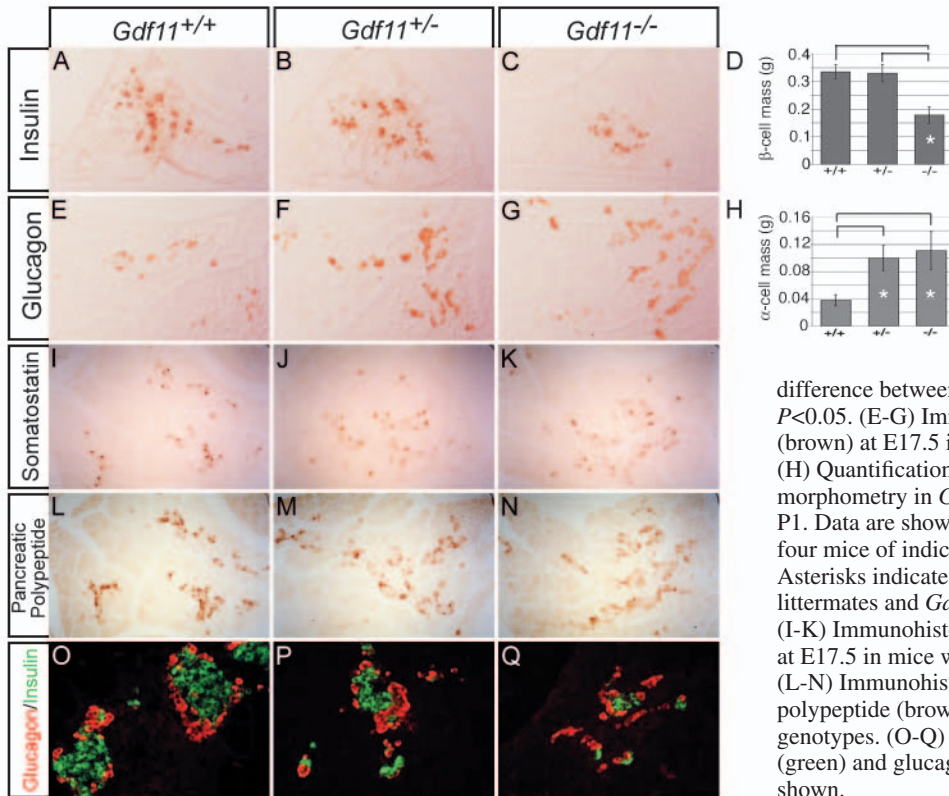 Gdf11+/+ Gdf11+/- Gdf11-/-
Insulin
A
B
C
D
β-cell mass (g)
0.4
0.3
0.2
0.1
0
*
+/+ +/- -/-
Glucagon
E
F
G
H
α-cell mass (g)
0.16
0.12
0.08
0.04
0
* *
+/+ +/- -/-
Somatostatin
I
J
K
Pancreatic
Polypeptide
L
M
N
Glucagon/Insulin
O
P
Q
difference between
P<0.05. (E-G) Im
(brown) at E17.5 i
(H) Quantification
morphometry in G
P1. Data are show
four mice of indic
Asterisks indicate
littermates and Ga
(I-K) Immunohist
at E17.5 in mice w
(L-N) Immunohis
polypeptide (brow
genotypes. (O-Q)
(green) and glucag
shown.